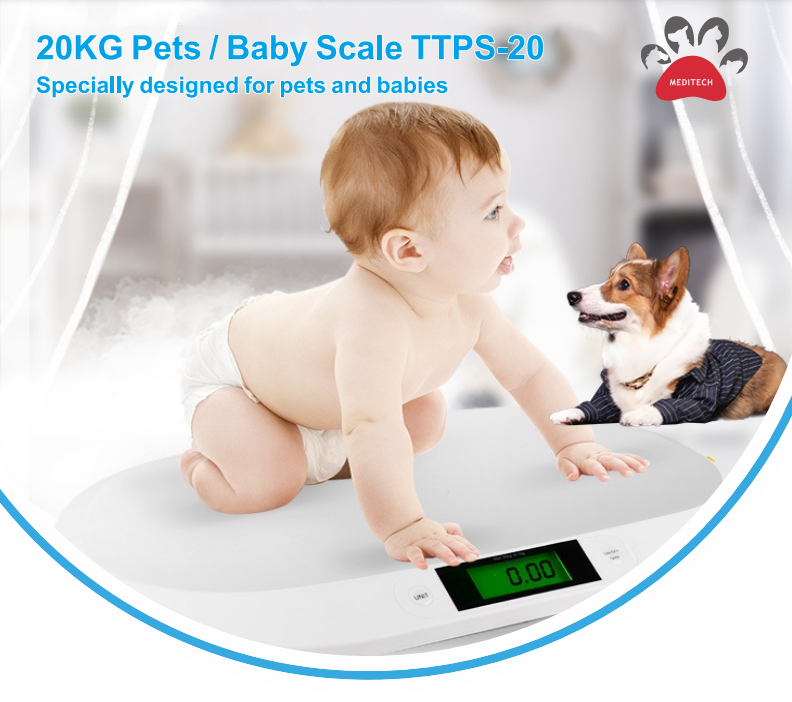 20KG Pets / Baby Scale TTPS-20
Specially designed for pets and babies
MEDITECH
0.00
UNIT